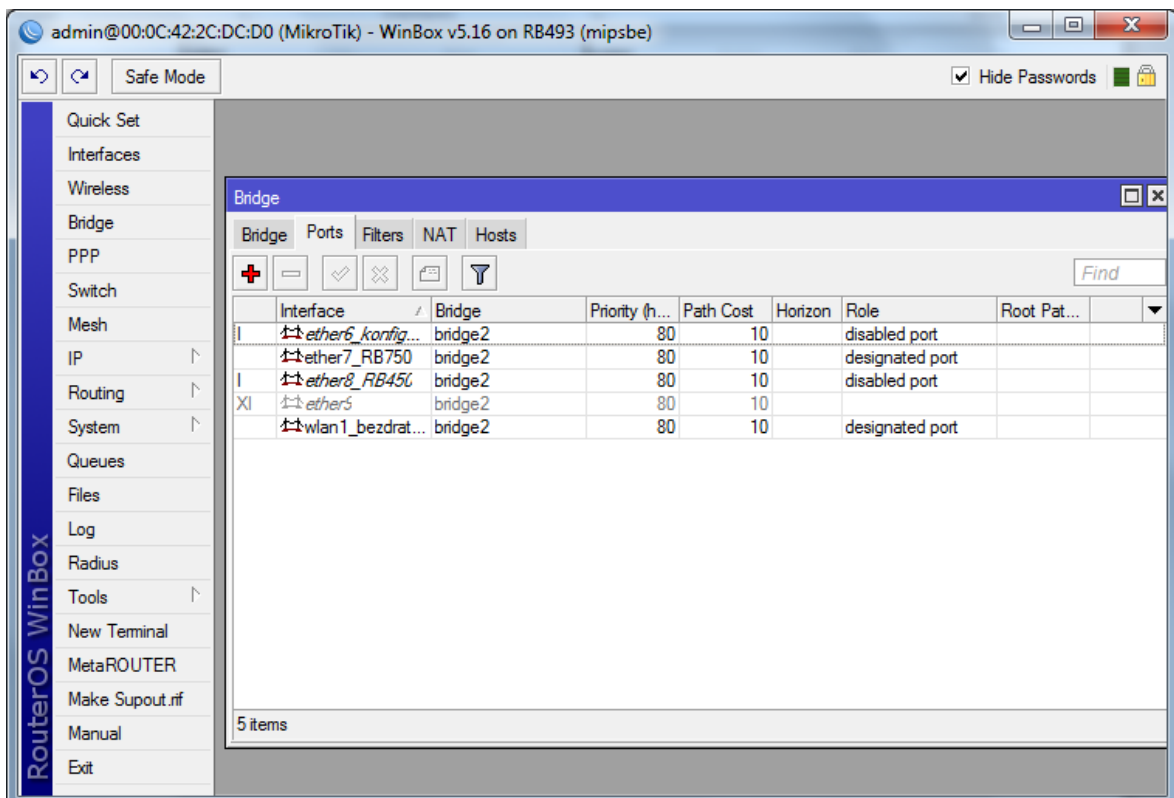 admin@00:0C:42:2C:DC:D0 (MikroTik) - WinBox v5.16 on RB493 (mipsbe)
Safe Mode
Hide Passwords
Quick Set
Interfaces
Wireless
Bridge
PPP
Switch
Mesh
IP
Routing
System
Queues
Files
Log
Radius
Tools
New Terminal
MetaROUTER
Make Supout.rif
Manual
Exit
RouterOS WinBox
Bridge
Bridge Ports Filters NAT Hosts
Find
Interface Bridge Priority (h... Path Cost Horizon Role Root Pat...
I ether6_konfig... bridge2 80 10 disabled port
ether7_RB750 bridge2 80 10 designated port
I ether8_RB450 bridge2 80 10 disabled port
XI bridge2 80 10
wlan1_bezdrat... bridge2 80 10 designated port
5 items